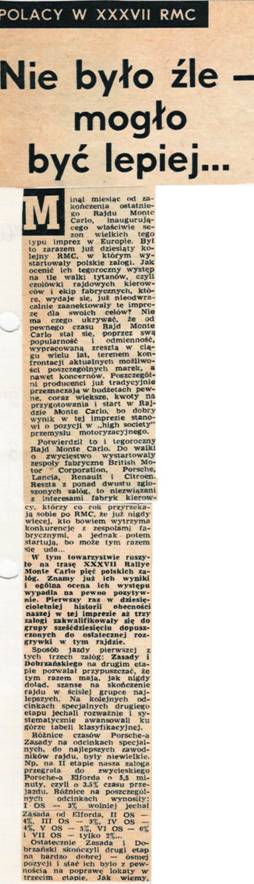 POLACY W XXXVII RMC
Nie było źle —
mogło
być lepiej...
Minął miesiąc od za-
kończenia ostatnie-
go Rajdu Monte
Carlo, inaugurują-
cego właściwie se-
zon wielkiego tego
typu imprez w Europie. Był
to zarazem już dziesiąty ko-
lejny RMC, w którym wy-
startowały polskie załogi. Jak
ocenić ich tegoroczny występ
na tle walki tytanów, czyli
czołówki rajdowych kierow-
ców i ekip fabrycznych, któ-
re, wydaje się, już nieodwra-
calnie zaanektowały tę impre-
zę dla swoich celów? Nie
ma czego ukrywać, że od
pewnego czasu Rajd Monte
Carlo stał się, poprzez swą
popularność i odmienność,
wypracowaną zresztą w cią-
gu wielu lat, terenem kon-
frontacji aktualnych możliwo-
ści poszczególnych marek, a
nawet koncernów. Poszczegól-
ni producenci już tradycyjnie
przeznaczają w budżetach pew-
ne, coraz większe, kwoty na
przygotowania i start w Raj-
dzie Monte Carlo, bo dobry
wynik w tej imprezie stano-
wi o pozycji w „high society"
przemysłu motoryzacyjnego.
Potwierdził to i tegoroczny
Rajd Monte Carlo. Do walki
o zwycięstwo wystartowały
zespoły fabryczne British Mo-
tor Corporation, Porsche,
Lancia, Renault i Citroen.
Reszta z ponad dwustu zgło-
szonych załóg, to niezwiązani
z interesami fabryk kierow-
cy, którzy co rok przyrzeka-
ją sobie po RMC, że już nigdy
więcej, kto bowiem wytrzyma
konkurencję z zespołami fa-
brycznymi, a jednak potem
startują, bo może tym razem
się uda...
W tym towarzystwie ruszy-
ło na trasę XXXVII Rallye
Monte Carlo pięć polskich za-
łóg. Znamy już ich wyniki
i ogólna ocena ich występu
wypadła na pewno pozytyw-
nie. Pierwszy raz w dziesię-
cioletniej historii obecności
naszej w tej imprezie aż trzy
załogi zakwalifikowały się do
grupy sześćdziesięciu dopusz-
czonych do ostatecznej roz-
grywki w tym rajdzie.
Sposób jazdy pierwszej z
tych trzech załóg: Zasady i
Dobrzańskiego na drugim eta-
pie pozwalał przypuszczać, że
tym razem mają, jak nigdy
dotąd, szanse na skończenie
rajdu w ścisłej grupce naj-
lepszych. Na kolejnych od-
cinkach specjalnych drugiego
etapu jechali rozważnie i sy-
stematycznie awansowali ku
górze tabeli klasyfikacyjnej.
Różnice czasów Porsche-a
Zasady na odcinkach specjal-
nych, do najlepszych zawod-
ników rajdu, były niewielkie.
Np. na II etapie nasza załoga
przegrała do zwycięskiego
Porsche-a Elforda o 5,5 mi-
nuty, czyli o 3,5% czasu prze-
jazdu. Różnice na poszczegól-
nych odcinkach wynosiły:
I OS — 3% wolniej jechał
Zasada od Elforda, II OS —
4%, III OS — 3%, IV OS —
4%, V OS — 5%, VI OS — 6%
i VII OS — tylko 2%...
Ostatecznie Zasada i Do-
brzański skończyli drugi etap
na bardzo dobrej — ósmej
pozycji i stać ich było z pew-
nością na poprawę lokaty w
trzecim etapie. Jak wiemy,